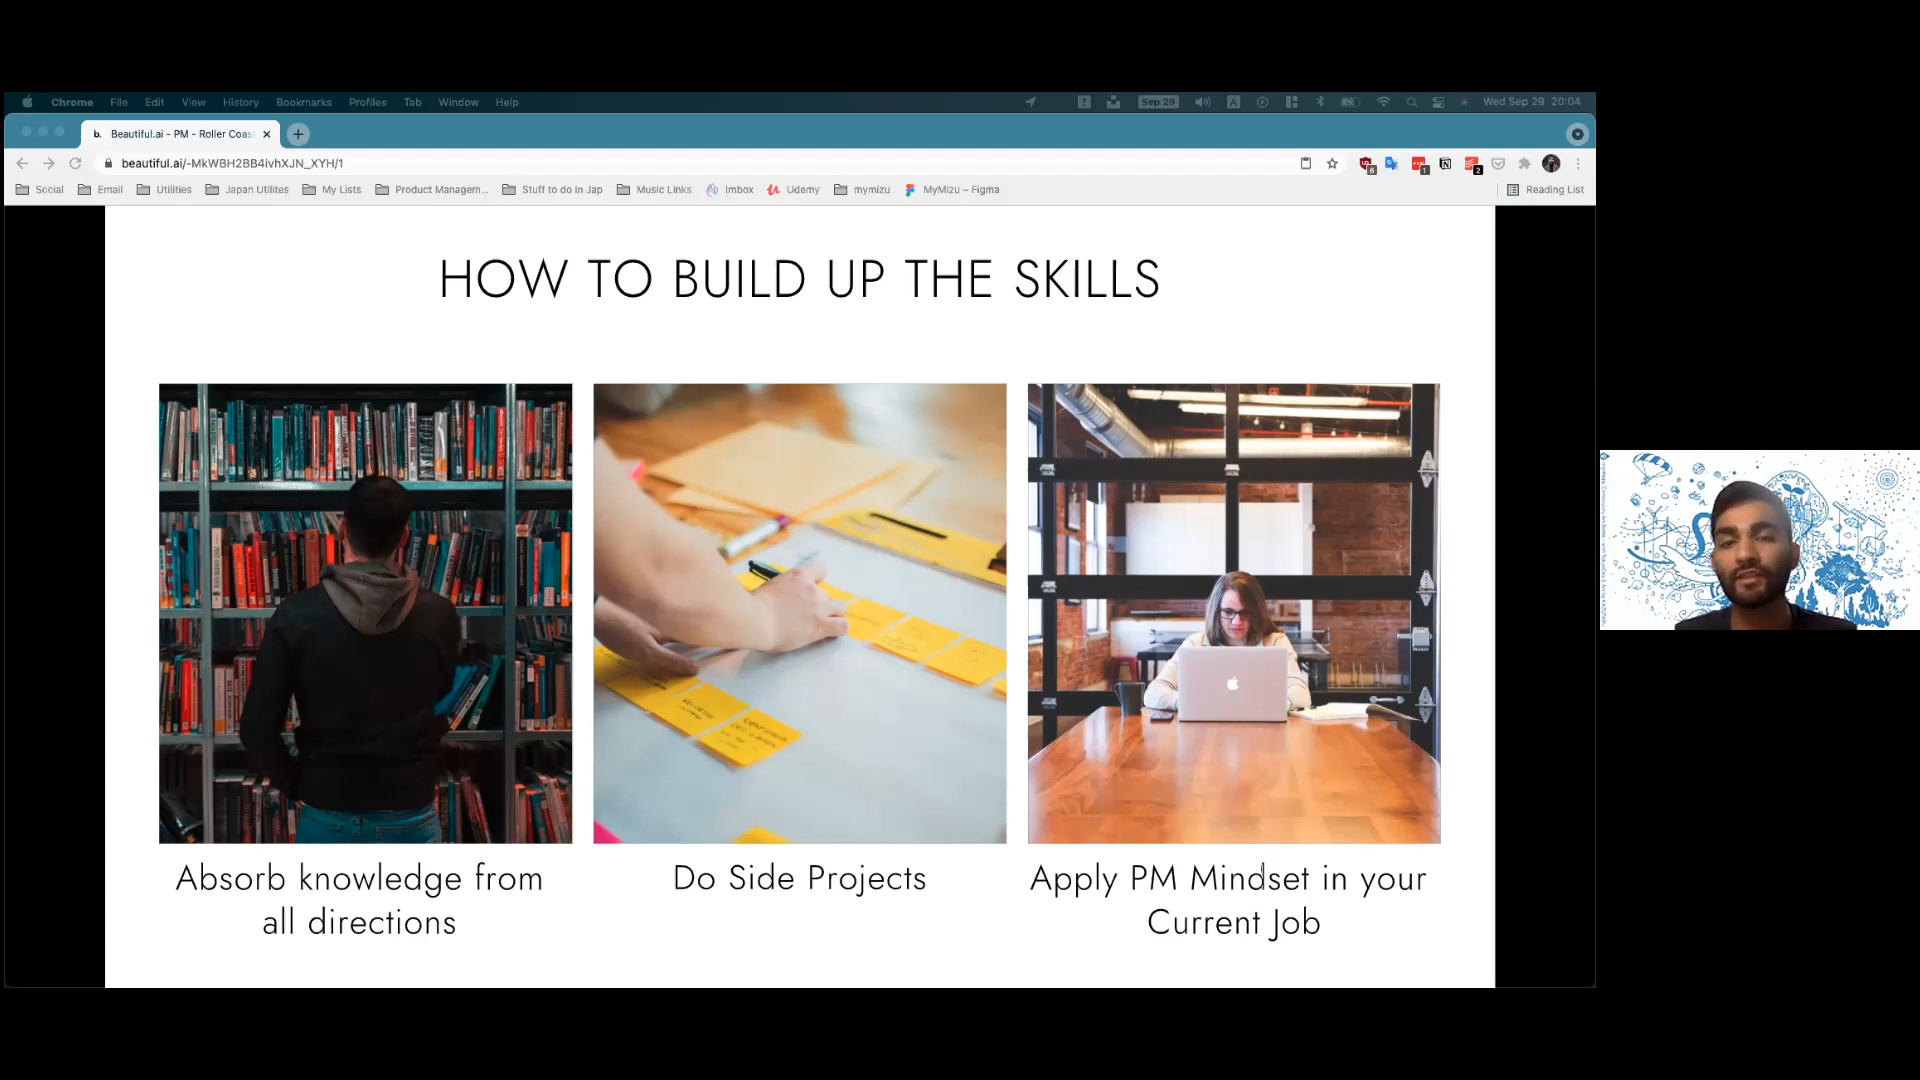 Chrome File Edit View History Bookmarks Profiles Tab Window Help Sep 29 A Wed Sep 29 20:04
b. Beautiful.ai - PM - Roller Coas
beautiful.ai/-MkWBH2BB4ivhXJN_XYH/1
Social Email Utilities Japan Utilites My Lists Product Managem... Stuff to do in Jap Music Links Imbox Udemy mymizu MyMizu – Figma Reading List
HOW TO BUILD UP THE SKILLS
Absorb knowledge from
all directions
Do Side Projects
Apply PM Mindset in your
Current Job